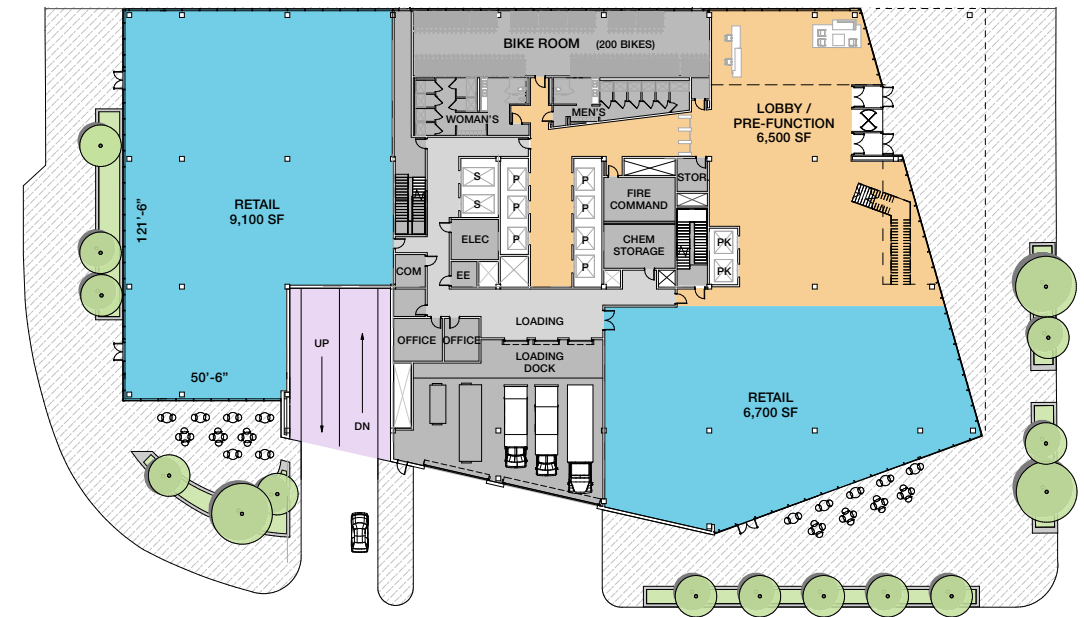 BIKE ROOM (200 BIKES)
WOMAN'S
MEN'S
LOBBY /
PRE-FUNCTION
6,500 SF
S
S
P
P
P
P
P
P
P
STOR.
FIRE
COMMAND
CHEM
STORAGE
PK
PK
RETAIL
9,100 SF
121'-6"
50'-6"
ELEC
EE
COM
UP
DN
OFFICE
OFFICE
LOADING
LOADING
DOCK
RETAIL
6,700 SF